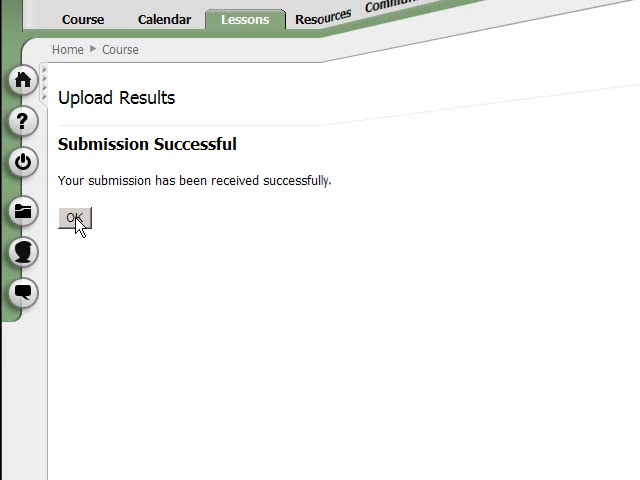 Course Calendar Lessons Resources
Home Course
Upload Results
Submission Successful
Your submission has been received successfully.
OK